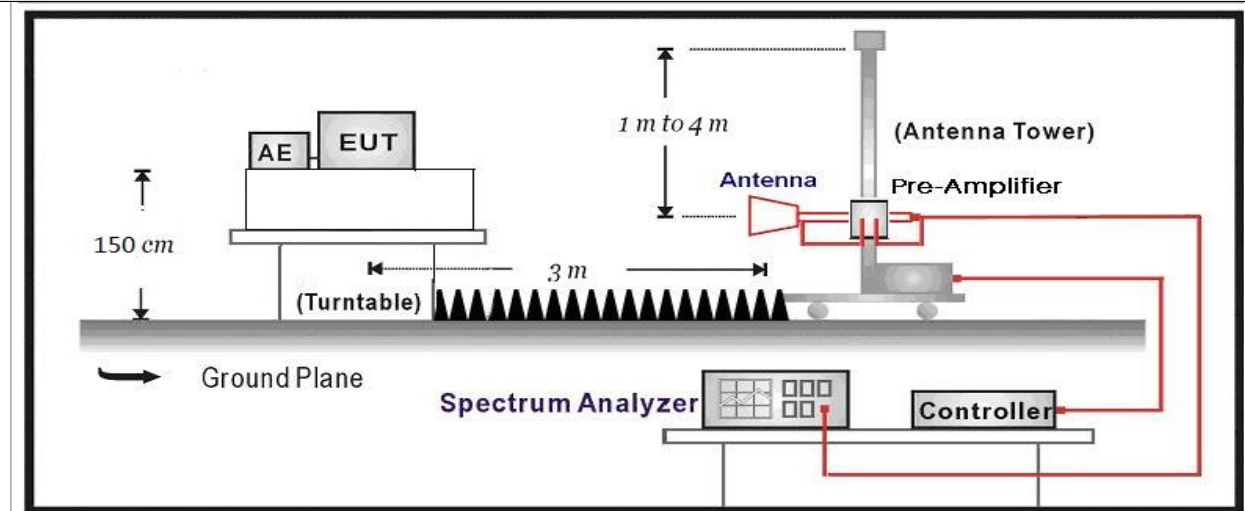 1 m to 4 m
(Antenna Tower)
AE
EUT
Antenna
Pre-Amplifier
150 cm
3 m
(Turntable)
Ground Plane
Spectrum Analyzer
Controller